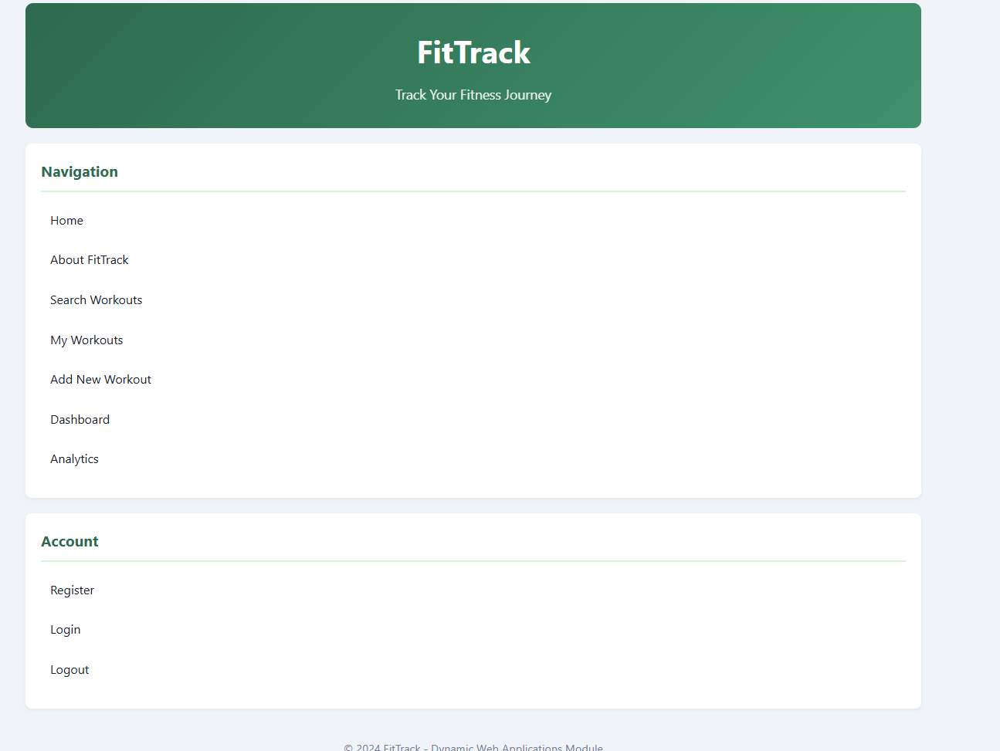 FitTrack
Track Your Fitness Journey
Navigation
Home
About FitTrack
Search Workouts
My Workouts
Add New Workout
Dashboard
Analytics
Account
Register
Login
Logout
© 2024 FitTrack - Dynamic Web Applications Module